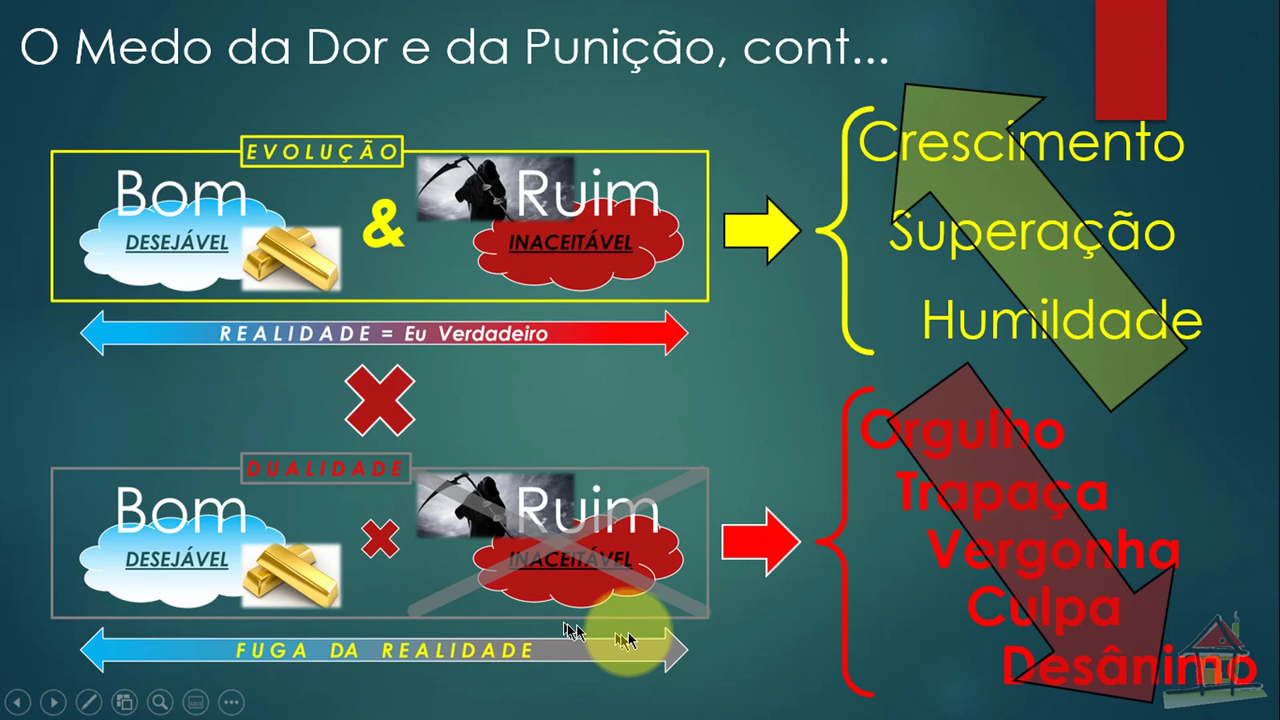 O Medo da Dor e da Punição, cont...
EVOLUÇÃO
Bom
DESEJÁVEL
&
Ruim
INACEITÁVEL
REALIDADE = Eu Verdadeiro
Crescimento
Superação
Humildade
DUALIDADE
Bom
DESEJÁVEL
Ruim
INACEITÁVEL
FUGA DA REALIDADE
Orgulho
Trapaça
Vergonha
Culpa
Desânimo